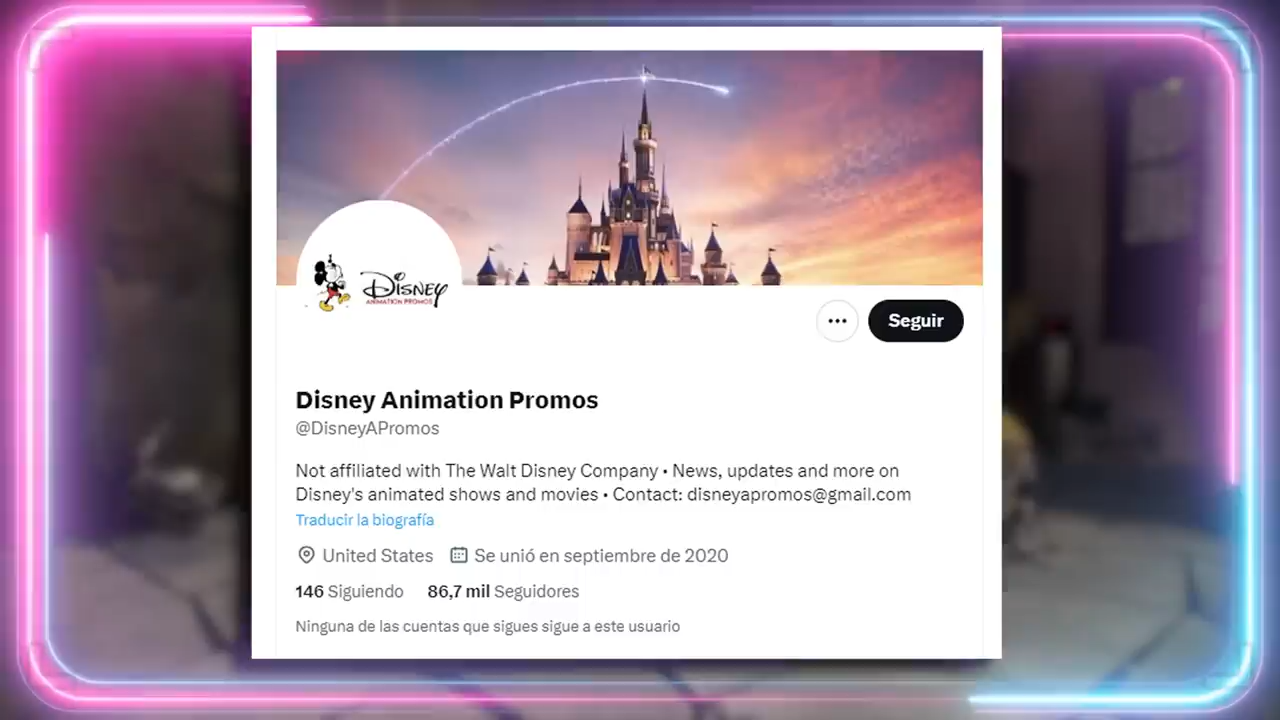 Disney
ANIMATION PROMOS
Seguir
Disney Animation Promos
@DisneyAPromos
Not affiliated with The Walt Disney Company • News, updates and more on
Disney's animated shows and movies • Contact: disneyapromos@gmail.com
Traducir la biografía
United States Se unió en septiembre de 2020
146 Siguiendo 86,7 mil Seguidores
Ninguna de las cuentas que sigues sigue a este usuario